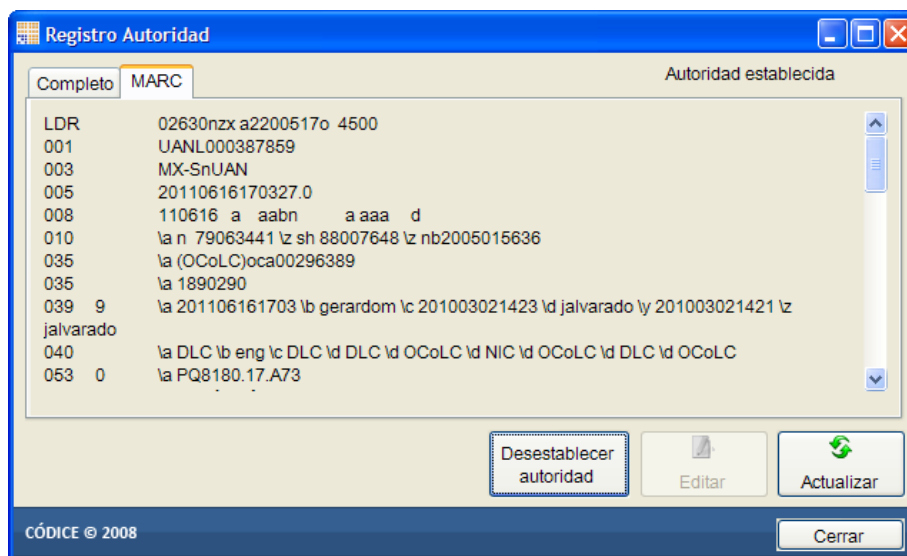 Registro Autoridad
Completo MARC Autoridad establecida
LDR 02630nzx a2200517o 4500
001 UANL000387859
003 MX-SnUAN
005 20110616170327.0
008 110616 a aabn a aaa d
010 \a n 79063441 \z sh 88007648 \z nb2005015636
035 \a (OCoLC)oca00296389
035 \a 1890290
039 9 \a 201106161703 \b gerardom \c 201003021423 \d jalvarado \y 201003021421 \z
jalvarado
040 \a DLC \b eng \c DLC \d DLC \d OCoLC \d NIC \d OCoLC \d DLC \d OCoLC
053 0 \a PQ8180.17.A73
Desestablecer
autoridad
Editar
Actualizar
CÓDICE © 2008
Cerrar